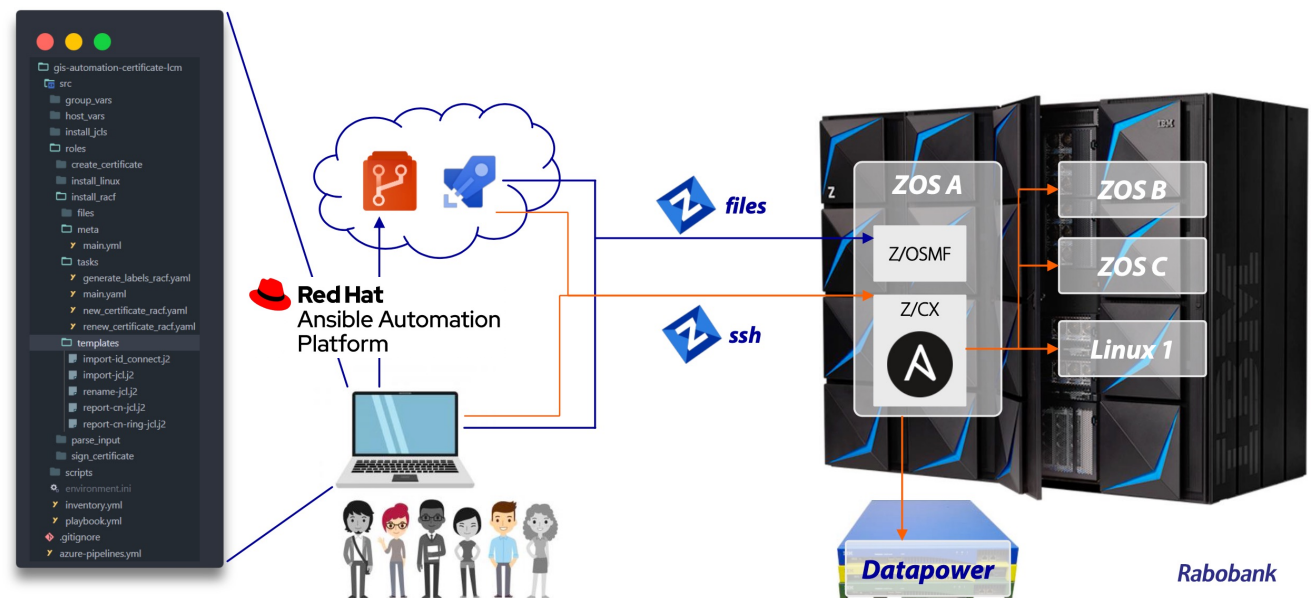 gis-automation-certificate-lcm
src
group_vars
host_vars
install_jcls
roles
create_certificate
install_linux
install_racf
files
meta
main.yml
tasks
generate_labels_racf.yaml
main.yaml
new_certificate_racf.yaml
renew_certificate_racf.yaml
templates
import-id_connect.j2
import-jcl.j2
rename-jcl.j2
report-cn-jcl.j2
report-cn-ring-jcl.j2
parse_input
sign_certificate
scripts
environment.ini
inventory.yml
playbook.yml
.gitignore
azure-pipelines.yml
Red Hat
Ansible Automation
Platform
files
ssh
IBM
Z
ZOS A
Z/OSMF
Z/CX
A
ZOS B
ZOS C
Linux 1
Datapower
Rabobank